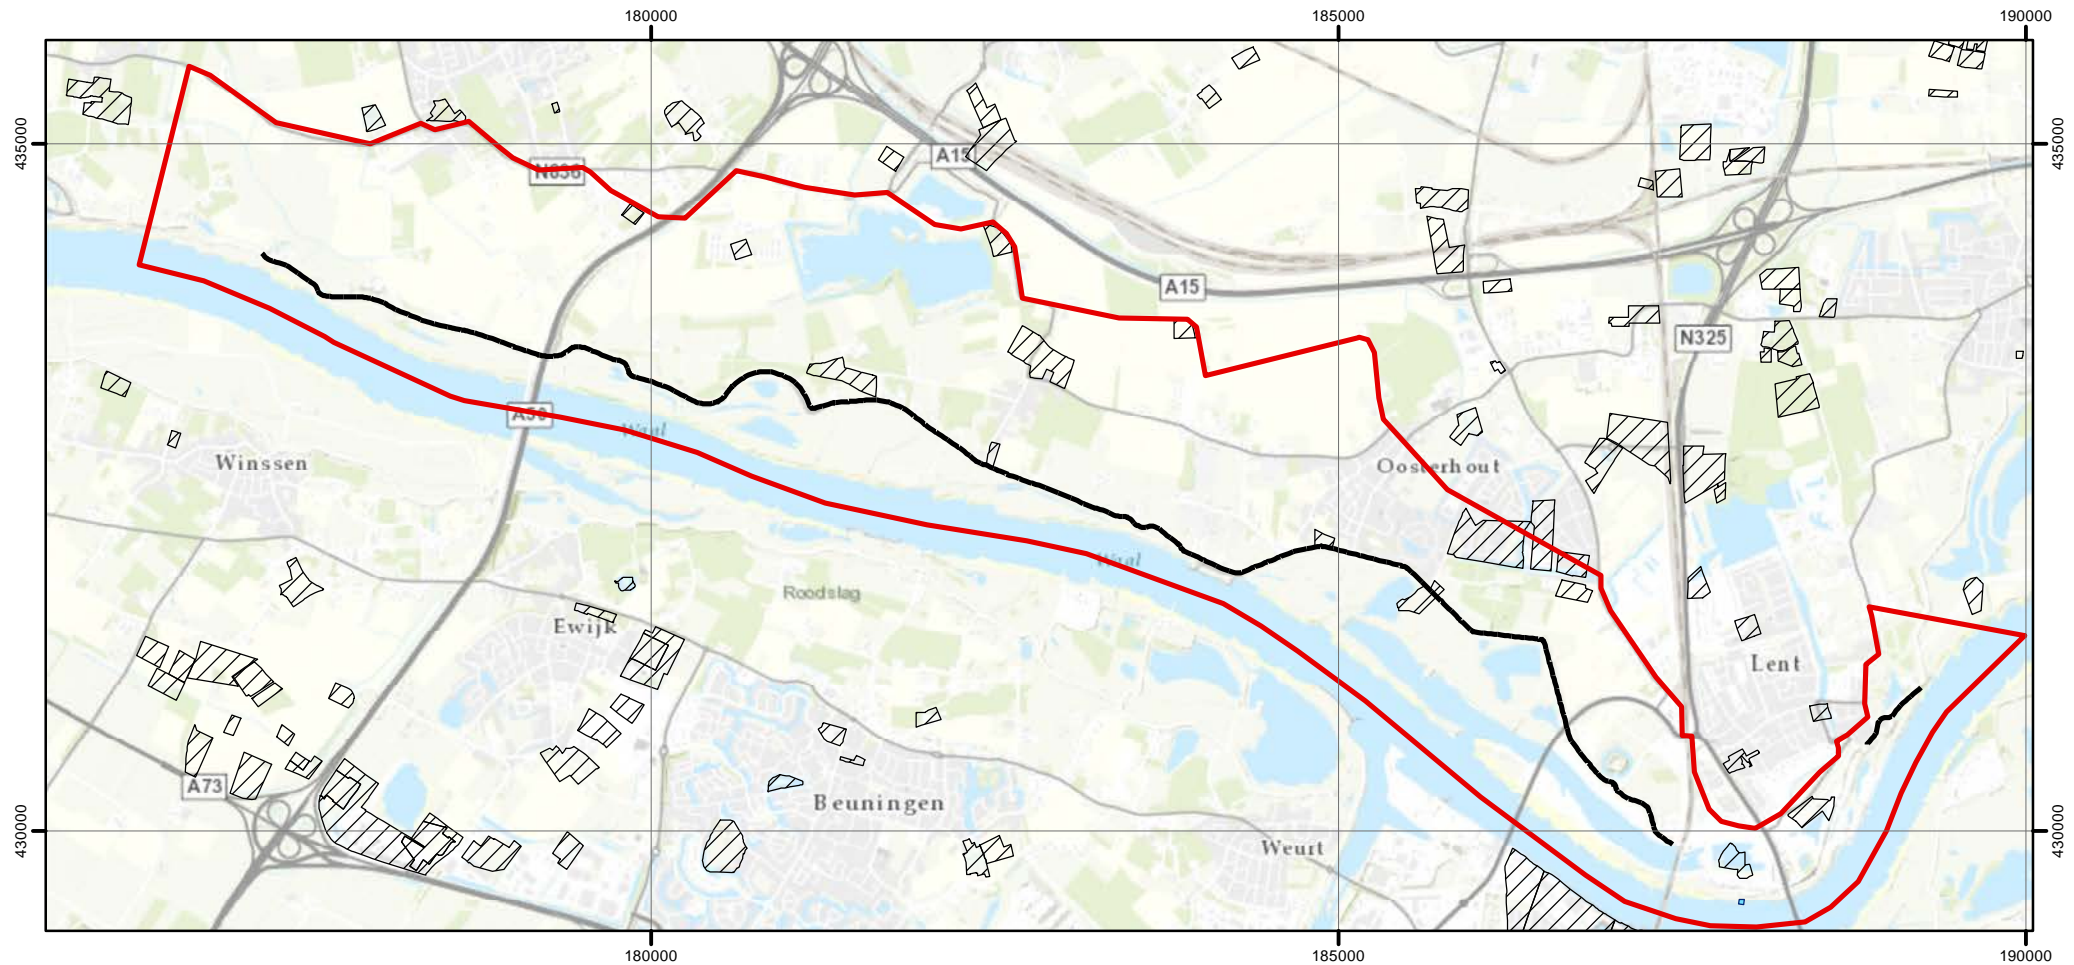 180000
185000
190000
435000
435000
A15
N836
A15
N325
A50
Waal
Winssen
Oosterhout
Waal
Roodslag
Ewijk
Lent
A73
Beuningen
430000
430000
Weurt
180000
185000
190000